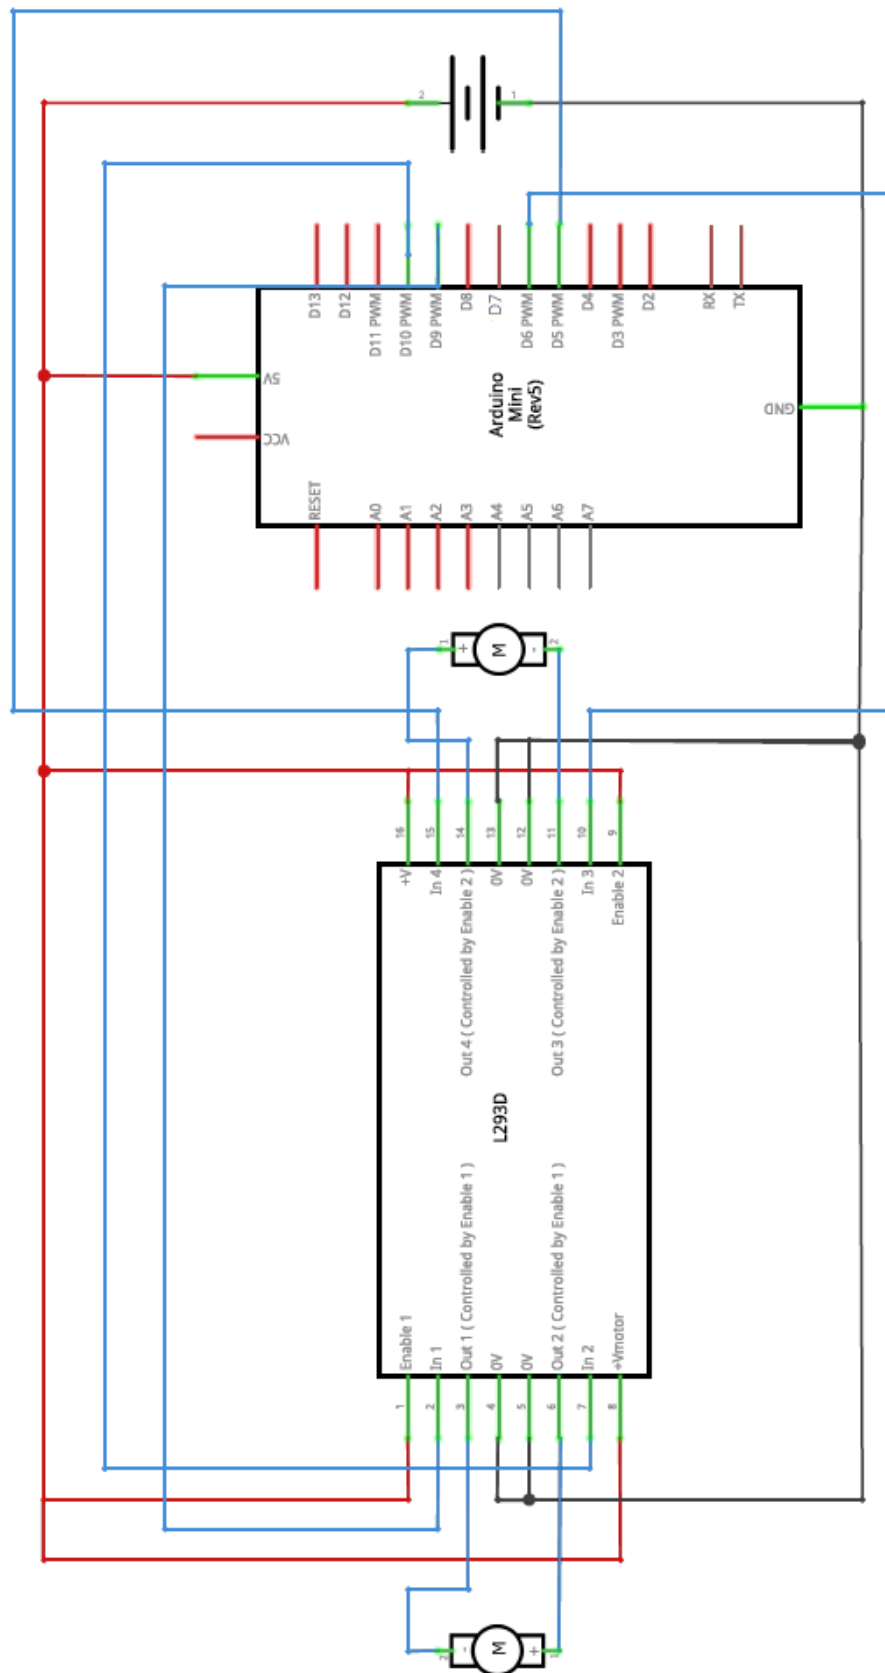 2
1
D13
D12
D11 PWM
D10 PWM
D9 PWM
D8
D7
D6 PWM
D5 PWM
D4
D3 PWM
D2
RX
TX
5V
VCC
Arduino
Mini
(Rev5)
GND
RESET
A0
A1
A2
A3
A4
A5
A6
A7
1
+
M
-
2
16
15
14
13
12
11
10
9
+V
In 4
Out 4 ( Controlled by Enable 2 )
0V
0V
Out 3 ( Controlled by Enable 2 )
In 3
Enable 2
L293D
Enable 1
In 1
Out 1 ( Controlled by Enable 1 )
0V
0V
Out 2 ( Controlled by Enable 1 )
In 2
+Vmotor
1
2
3
4
5
6
7
8
2
-
M
+
1